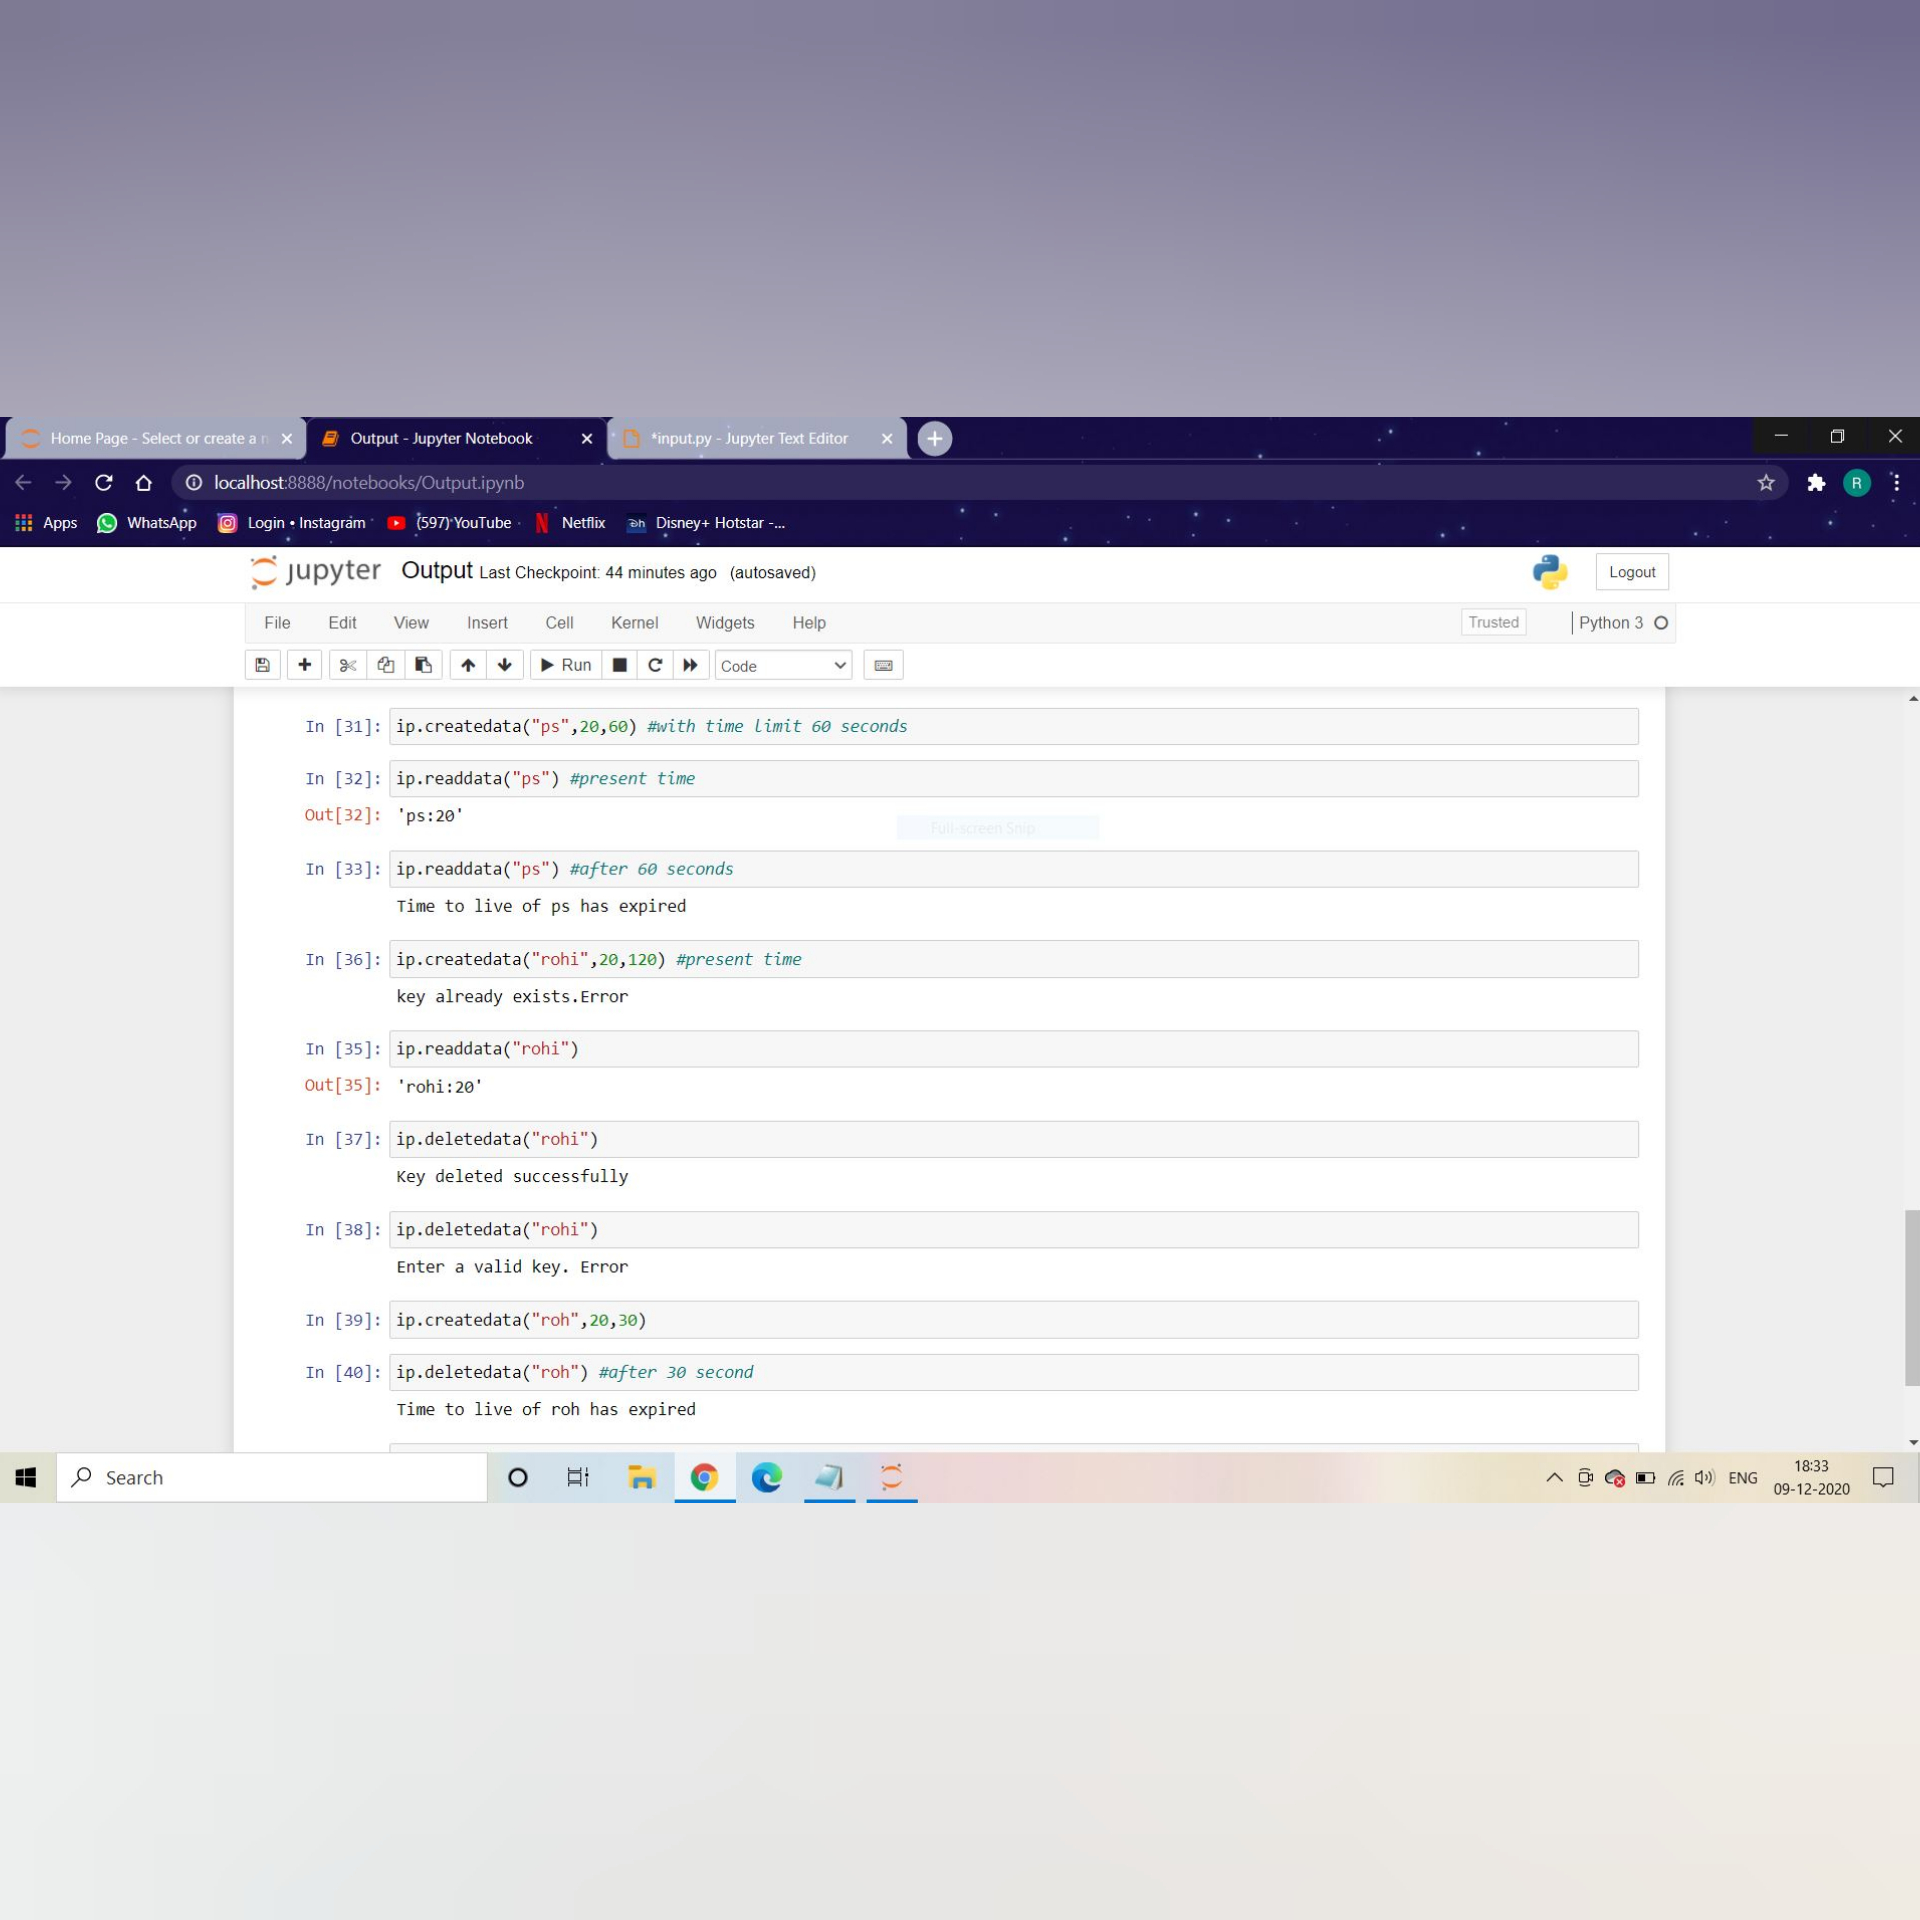 Home Page - Select or create a n
Output - Jupyter Notebook
*input.py - Jupyter Text Editor
localhost:8888/notebooks/Output.ipynb
R
Apps
WhatsApp
Login • Instagram
(597) YouTube
Netflix
Disney+ Hotstar -...
jupyter Output Last Checkpoint: 44 minutes ago (autosaved)
Logout
File Edit View Insert Cell Kernel Widgets Help
Trusted
Python 3
Run
Code
In [31]: ip.createdata("ps",20,60) #with time limit 60 seconds
In [32]: ip.readdata("ps") #present time
Out[32]: 'ps:20'
Full-screen Snip
In [33]: ip.readdata("ps") #after 60 seconds
Time to live of ps has expired
In [36]: ip.createdata("rohi",20,120) #present time
key already exists.Error
In [35]: ip.readdata("rohi")
Out[35]: 'rohi:20'
In [37]: ip.deletedata("rohi")
Key deleted successfully
In [38]: ip.deletedata("rohi")
Enter a valid key. Error
In [39]: ip.createdata("roh",20,30)
In [40]: ip.deletedata("roh") #after 30 second
Time to live of roh has expired
Search
ENG
18:33
09-12-2020